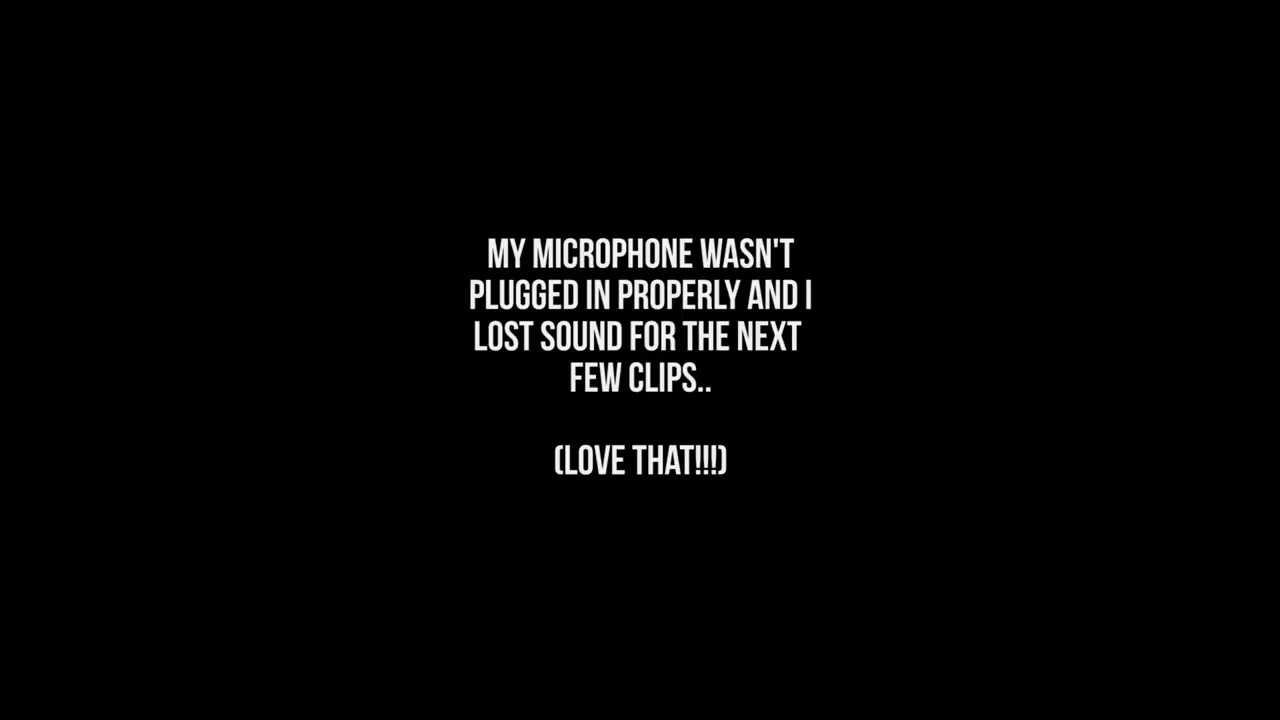 MY MICROPHONE WASN'T
PLUGGED IN PROPERLY AND I
LOST SOUND FOR THE NEXT
FEW CLIPS..
(LOVE THAT!!!)